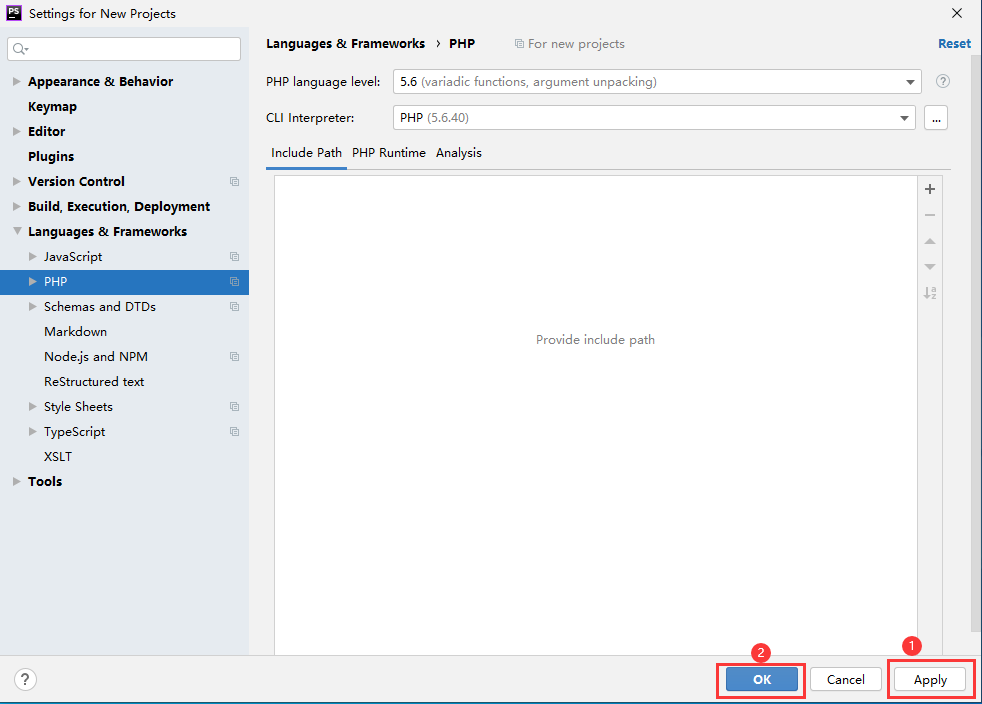 PS Settings for New Projects
Languages & Frameworks › PHP For new projects Reset
Appearance & Behavior
Keymap
Editor
Plugins
Version Control
Build, Execution, Deployment
Languages & Frameworks
JavaScript
PHP
Schemas and DTDs
Markdown
Node.js and NPM
ReStructured text
Style Sheets
TypeScript
XSLT
Tools
PHP language level: 5.6 (variadic functions, argument unpacking) ?
CLI Interpreter: PHP (5.6.40) ...
Include Path PHP Runtime Analysis
Provide include path
2 1
? OK Cancel Apply